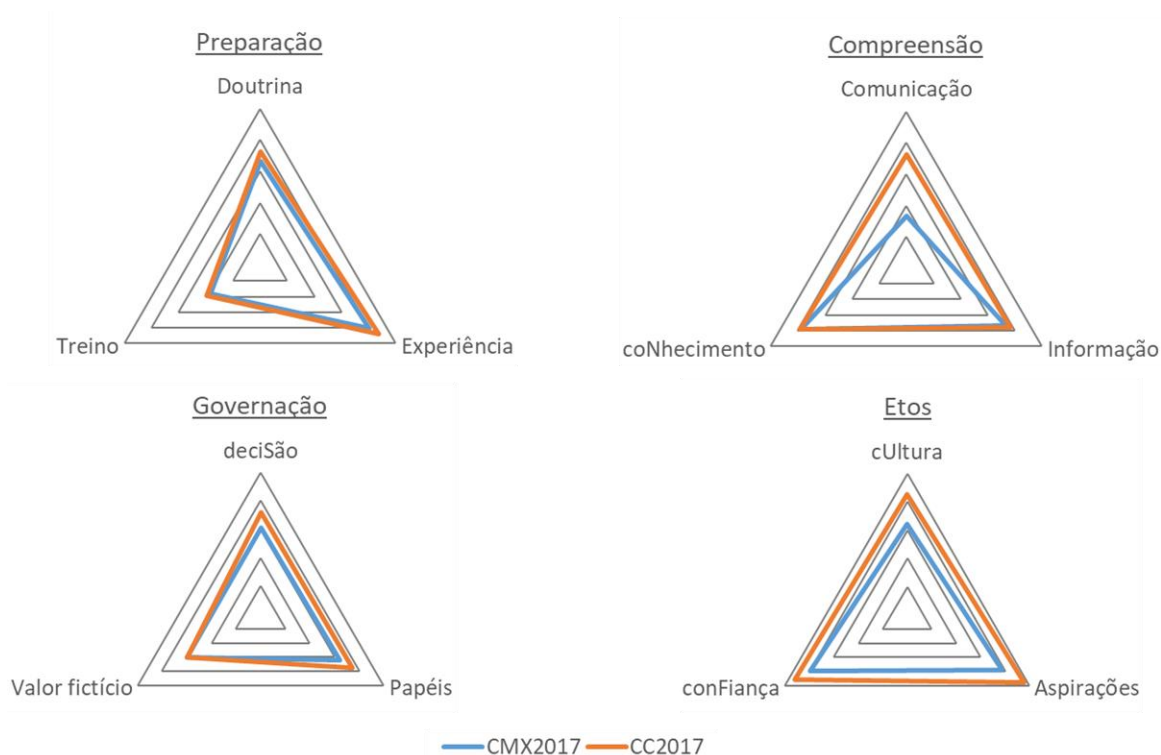 Preparação
Doutrina
Treino
Experiência
Compreensão
Comunicação
coNhecimento
Informação
Governação
deciSão
Valor fictício
Papéis
Etos
cUltura
conFiança
Aspirações
CMX2017
CC2017